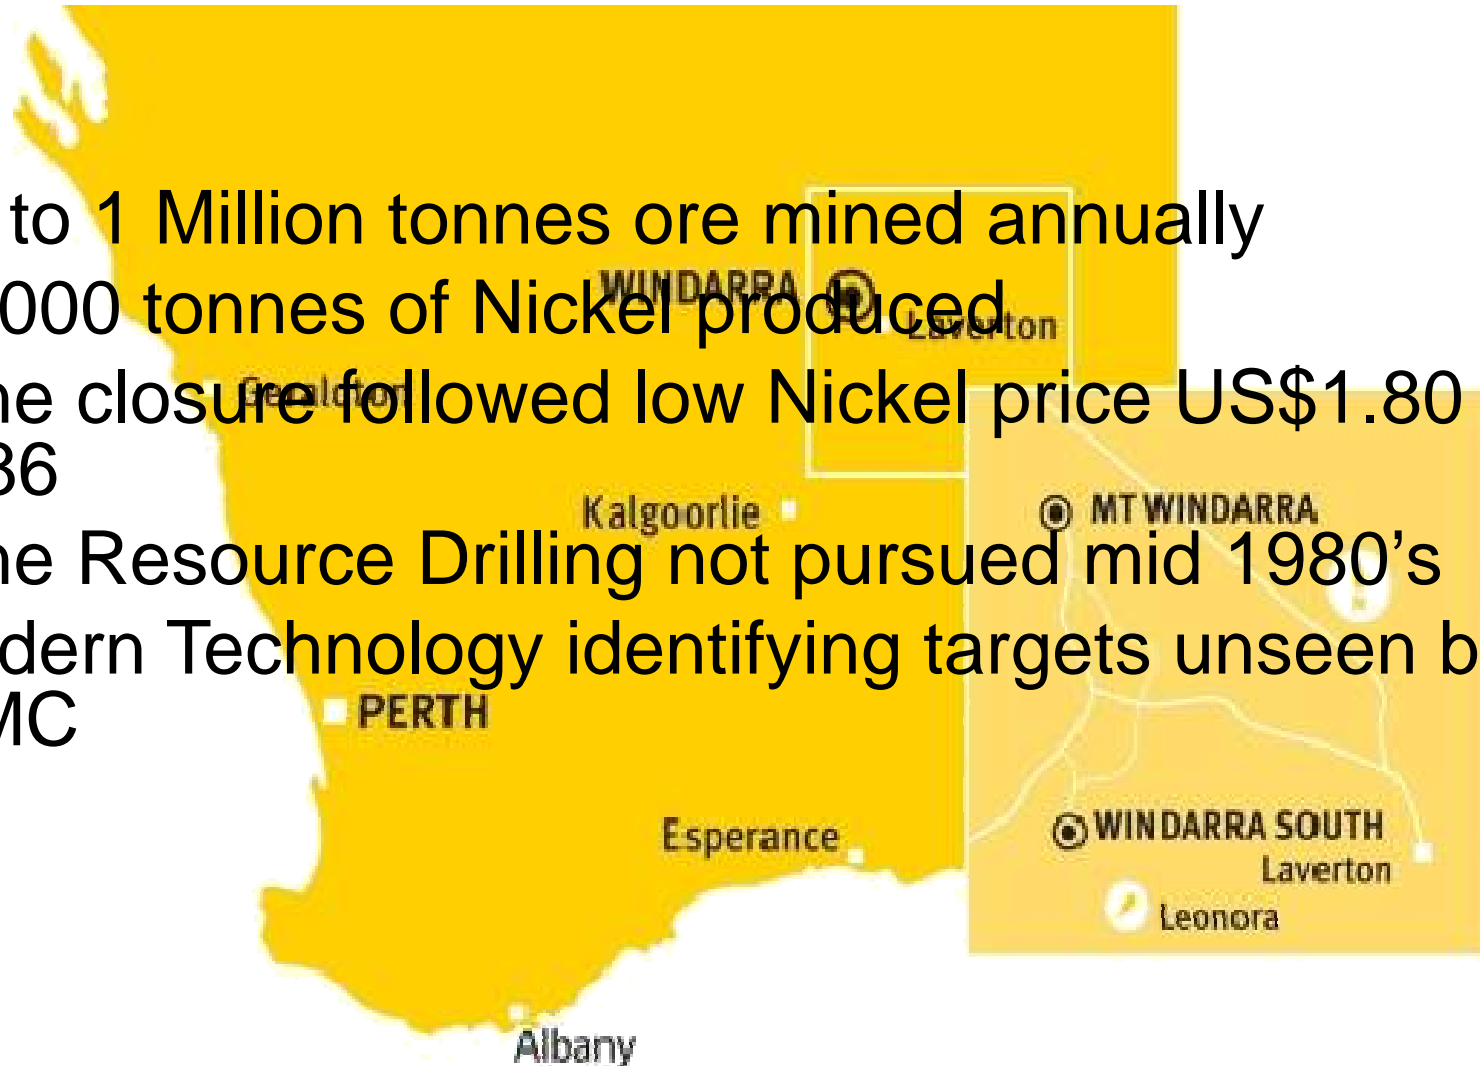 to 1 Million tonnes ore mined annually
WINDARRA
000 tonnes of Nickel produced
Laverton
ne closure followed low Nickel price US$1.80
Geraldton
36
Kalgoorlie
MT WINDARRA
ne Resource Drilling not pursued mid 1980’s
dern Technology identifying targets unseen b
MC
PERTH
Esperance
WINDARRA SOUTH
Laverton
Leonora
Albany